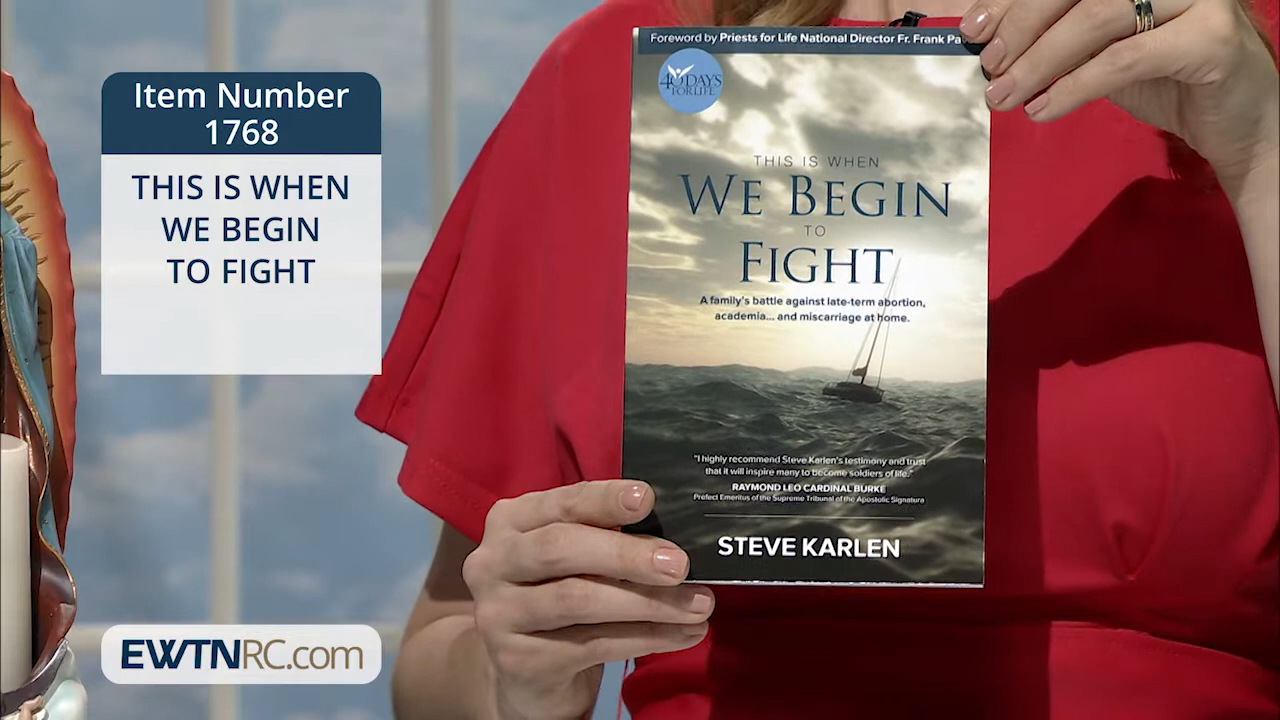 Item Number
1768
THIS IS WHEN
WE BEGIN
TO FIGHT
EWTNRC.com
Foreword by Priests for Life National Director Fr. Frank
40 DAYS
FOR LIFE
THIS IS WHEN
WE BEGIN
TO
FIGHT
A family's battle against late-term abortion,
academia... and miscarriage at home.
"I highly recommend Steve Karlen's testimony and trust
that it will inspire many to become soldiers of life."
RAYMOND LEO CARDINAL BURKE
Prefect Emeritus of the Supreme Tribunal of the Apostolic Signatura
STEVE KARLEN